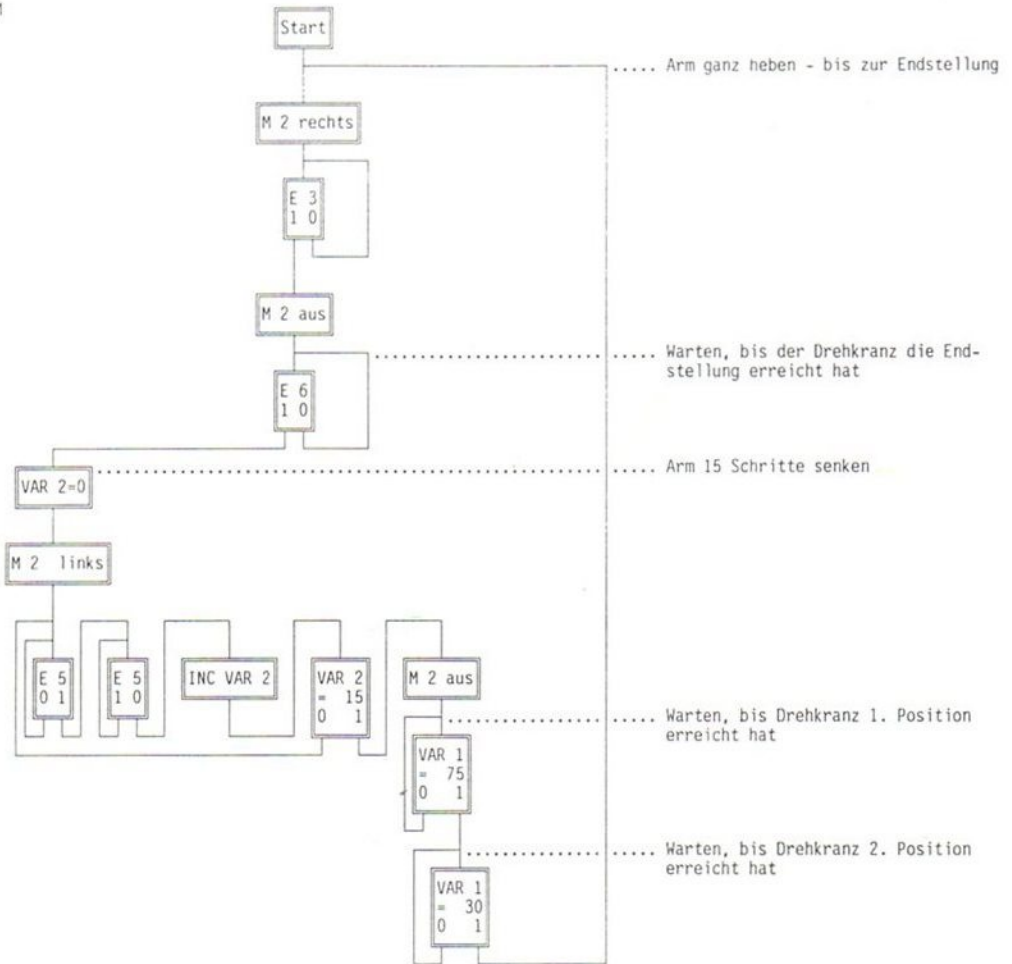 Start
..... Arm ganz heben - bis zur Endstellung
M 2 rechts
E 3
1 0
M 2 aus
..... Warten, bis der Drehkranz die End-
stellung erreicht hat
E 6
1 0
..... Arm 15 Schritte senken
VAR 2=0
M 2 links
E 5
0 1
E 5
1 0
INC VAR 2
VAR 2
= 15
0 1
M 2 aus
..... Warten, bis Drehkranz 1. Position
erreicht hat
VAR 1
= 75
0 1
..... Warten, bis Drehkranz 2. Position
erreicht hat
VAR 1
= 30
0 1